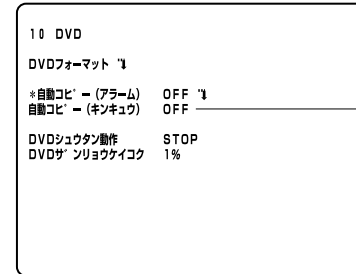 10 DVD
DVDフォーマット ⮯
*自動コピー(アラーム) OFF ⮯
自動コピー(キンキュウ) OFF
DVDシュウタン動作 STOP
DVDザンリョウケイコク 1%